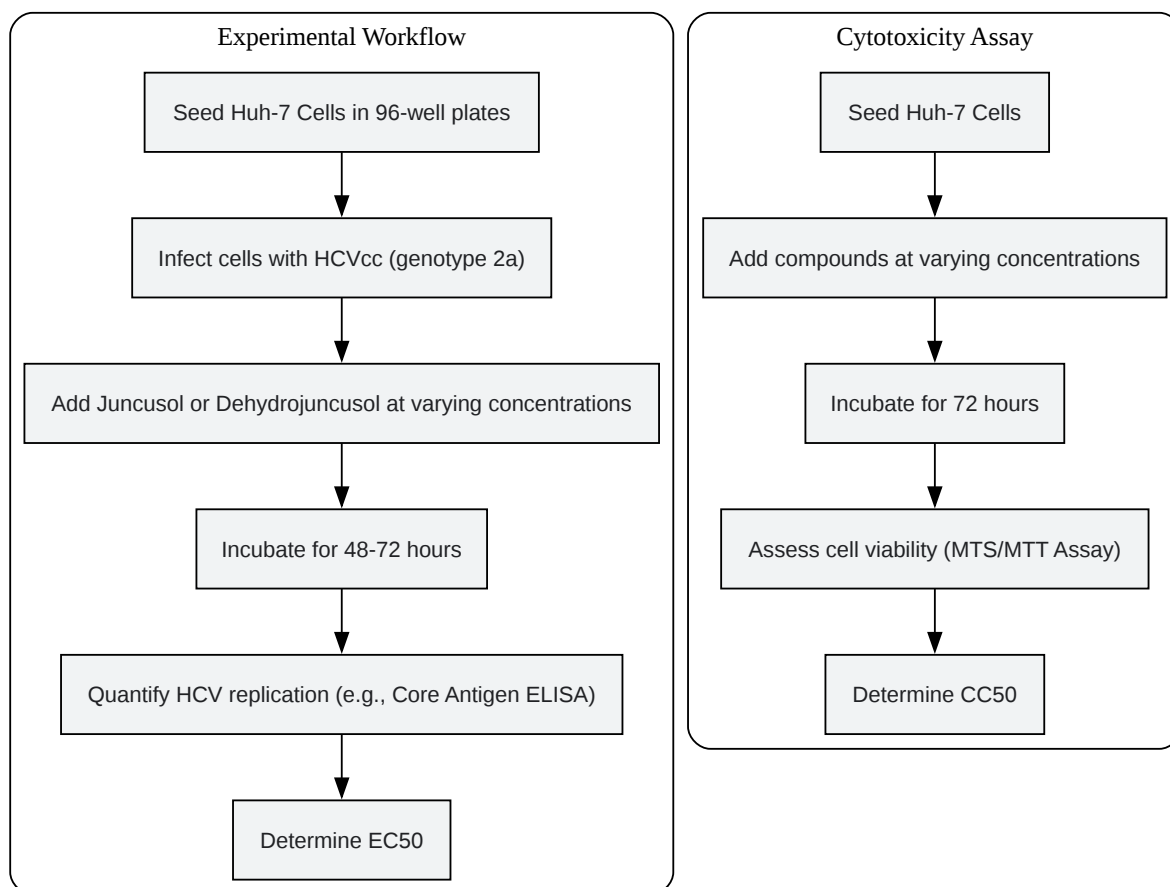 Experimental Workflow
Seed Huh-7 Cells in 96-well plates
Infect cells with HCVcc (genotype 2a)
Add Juncusol or Dehydrojuncusol at varying concentrations
Incubate for 48-72 hours
Quantify HCV replication (e.g., Core Antigen ELISA)
Determine EC50
Cytotoxicity Assay
Seed Huh-7 Cells
Add compounds at varying concentrations
Incubate for 72 hours
Assess cell viability (MTS/MTT Assay)
Determine CC50